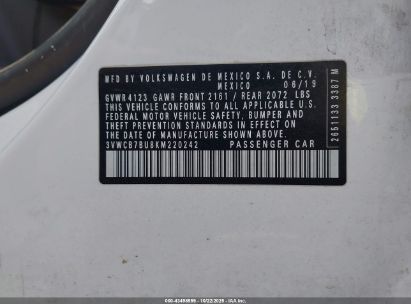 MFD BY VOLKSWAGEN DE MEXICO S.A. DE C.V.
MEXICO 06/19
GVWR 4123 GAWR FRONT 2161 / REAR 2072 LBS
THIS VEHICLE CONFORMS TO ALL APPLICABLE U.S.
FEDERAL MOTOR VEHICLE SAFETY, BUMPER AND THEFT
PREVENTION STANDARDS IN EFFECT ON
THE DATE OF MANUFACTURE SHOWN ABOVE
3VWCB7BU8KM220242 PASSENGER CAR
2651133 3387 M